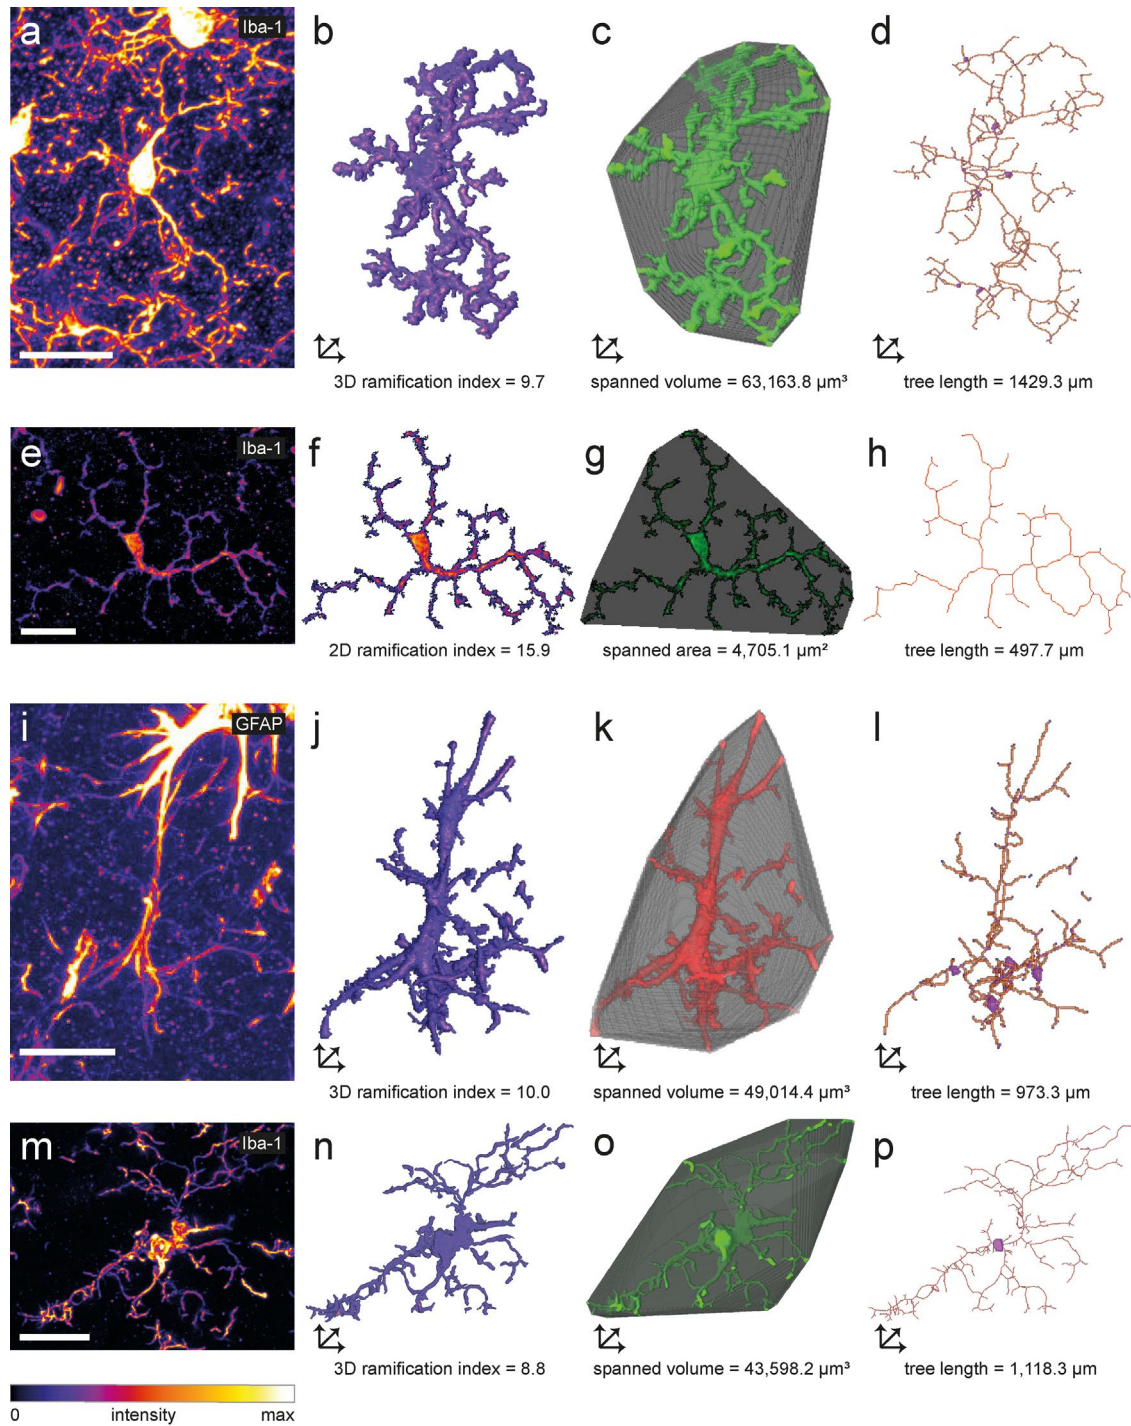 a
Iba-1
b
c
d
3D ramification index = 9.7
spanned volume = 63,163.8 µm³
tree length = 1429.3 µm
e
Iba-1
f
g
h
2D ramification index = 15.9
spanned area = 4,705.1 µm²
tree length = 497.7 µm
i
GFAP
j
k
l
3D ramification index = 10.0
spanned volume = 49,014.4 µm³
tree length = 973.3 µm
m
Iba-1
n
o
p
3D ramification index = 8.8
spanned volume = 43,598.2 µm³
tree length = 1,118.3 µm
0 intensity max